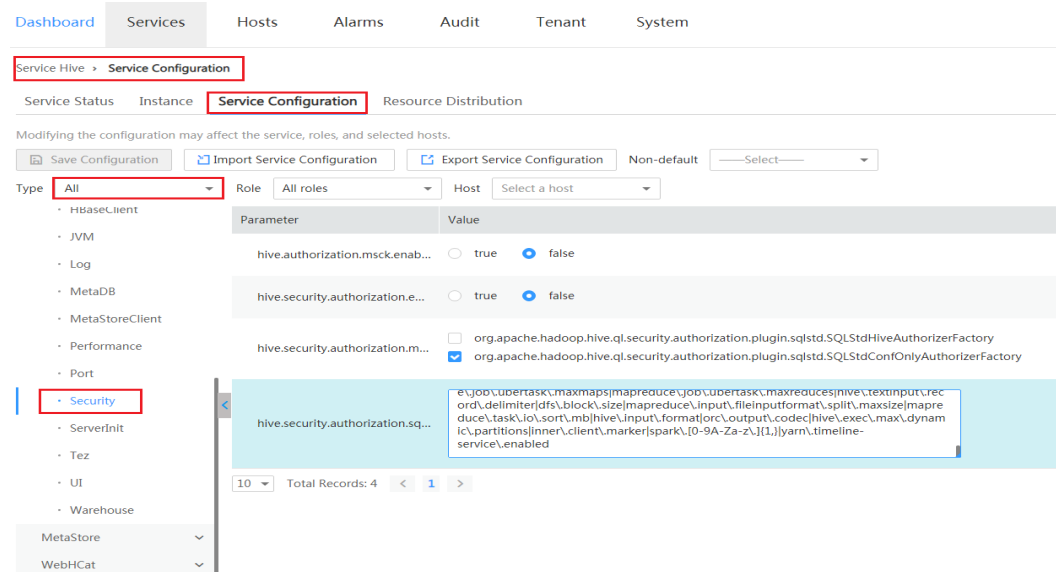 Dashboard Services Hosts Alarms Audit Tenant System
Service Hive > Service Configuration
Service Status Instance Service Configuration Resource Distribution
Modifying the configuration may affect the service, roles, and selected hosts.
Save Configuration Import Service Configuration Export Service Configuration Non-default ——Select——
Type All Role All roles Host Select a host
HBaseClient
JVM
Log
MetaDB
MetaStoreClient
Performance
Port
Security
ServerInit
Tez
UI
Warehouse
MetaStore
WebHCat
Parameter Value
hive.authorization.msck.enab... true false
hive.security.authorization.e... true false
hive.security.authorization.m...
org.apache.hadoop.hive.ql.security.authorization.plugin.sqlstd.SQLStdHiveAuthorizerFactory
org.apache.hadoop.hive.ql.security.authorization.plugin.sqlstd.SQLStdConfOnlyAuthorizerFactory
hive.security.authorization.sq...
e\.job\.ubertask\.maxmaps|mapreduce\.job\.ubertask\.maxreduces|hive\.textinput\.rec
ord\.delimiter|dfs\.block\.size|mapreduce\.input\.fileinputformat\.split\.maxsize|mapre
duce\.task\.io\.sort\.mb|hive\.input\.format|orc\.output\.codec|hive\.exec\.max\.dynam
ic\.partitions|inner\.client\.marker|spark\.[0-9A-Za-z\.]{1,}|yarn\.timeline-
service\.enabled
10 Total Records: 4 < 1 >